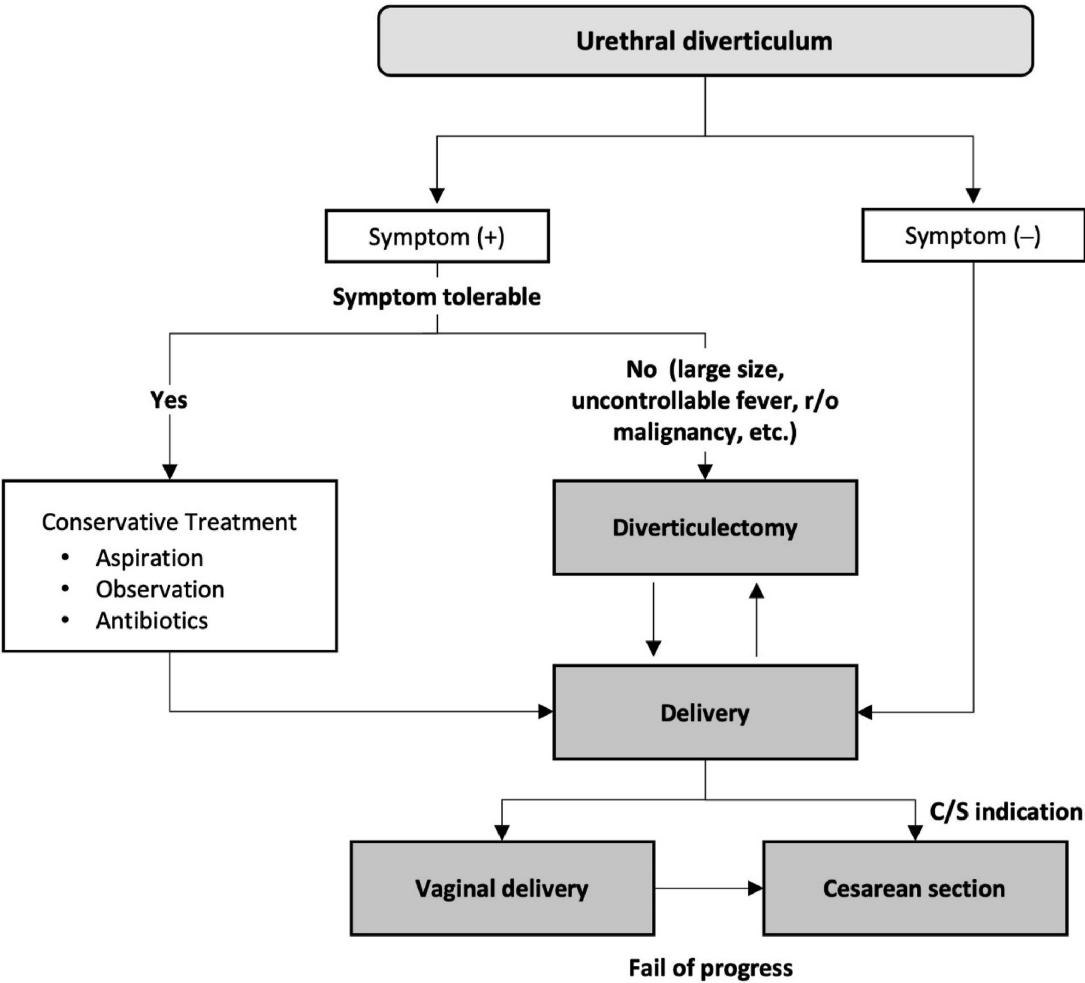 Urethral diverticulum
Symptom (+)
Symptom (–)
Symptom tolerable
Yes
No (large size,
uncontrollable fever, r/o
malignancy, etc.)
Conservative Treatment
• Aspiration
• Observation
• Antibiotics
Diverticulectomy
Delivery
C/S indication
Vaginal delivery
Cesarean section
Fail of progress